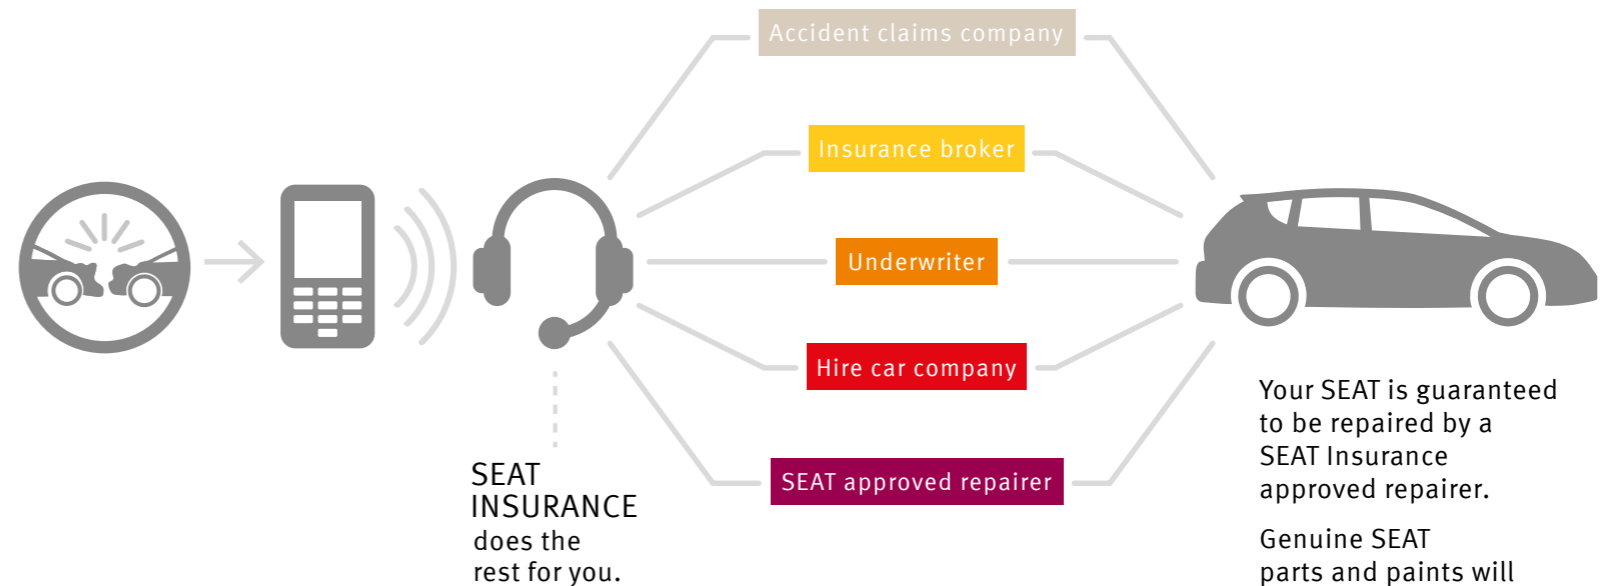 Accident claims company
Insurance broker
Underwriter
Hire car company
SEAT approved repairer
SEAT
INSURANCE
does the
rest for you.
Your SEAT is guaranteed
to be repaired by a
SEAT Insurance
approved repairer.
Genuine SEAT
parts and paints will